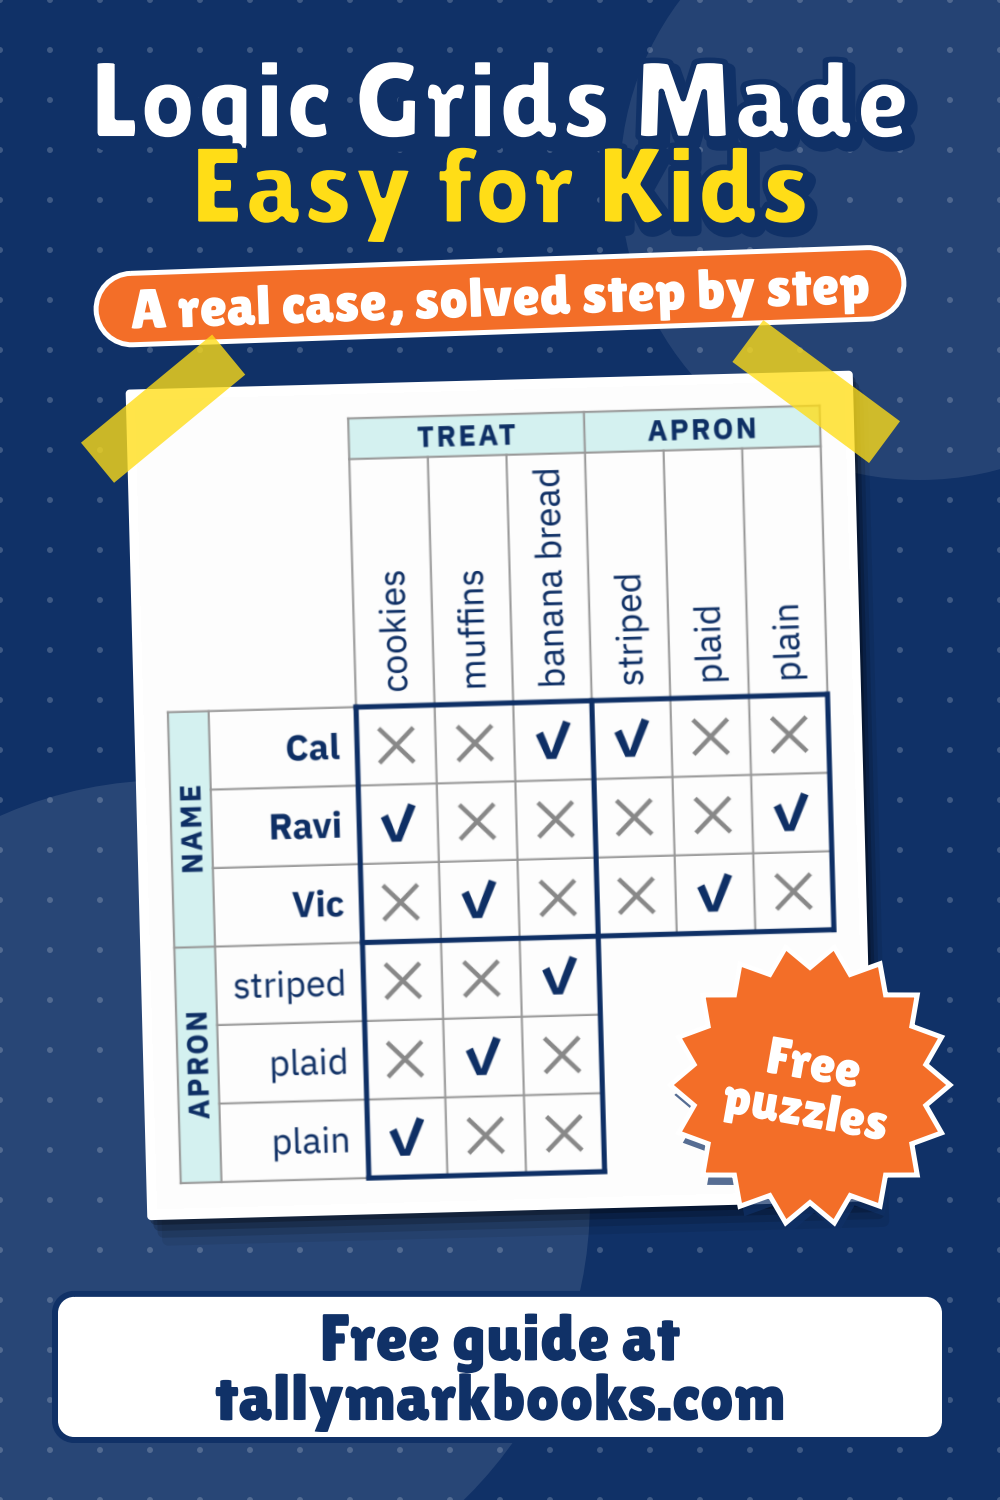 Logic Grids Made
Easy for Kids
A real case, solved step by step
TREAT APRON
cookies muffins banana bread striped plaid plain
NAME
Cal
Ravi
Vic
APRON
striped
plaid
plain
Free
puzzles
Free guide at
tallymarkbooks.com